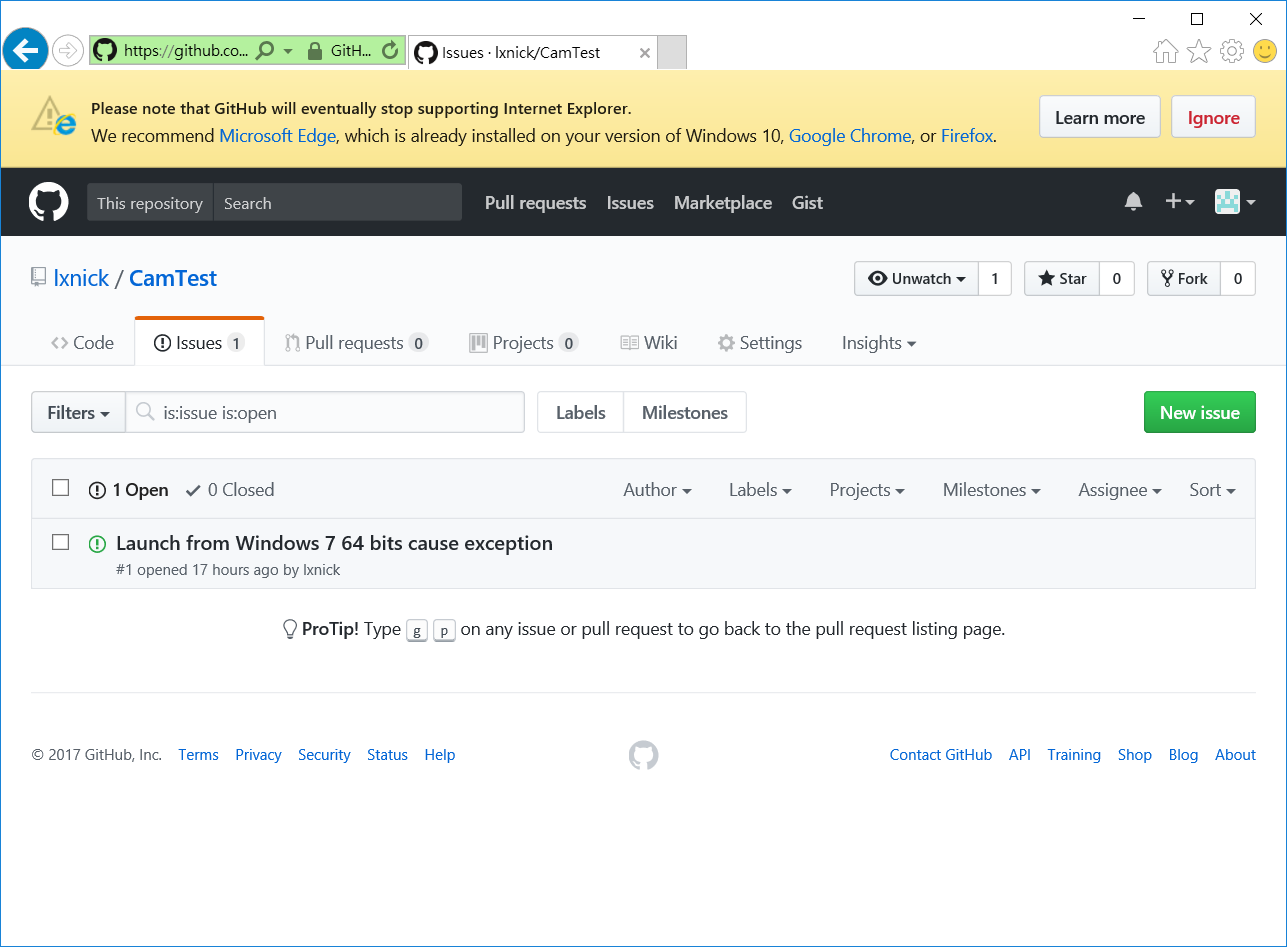 https://github.co... GitH... Issues · lxnick/CamTest
Please note that GitHub will eventually stop supporting Internet Explorer.
We recommend Microsoft Edge, which is already installed on your version of Windows 10, Google Chrome, or Firefox.
Learn more Ignore
This repository Search Pull requests Issues Marketplace Gist
lxnick / CamTest Unwatch 1 Star 0 Fork 0
Code Issues 1 Pull requests 0 Projects 0 Wiki Settings Insights
Filters is:issue is:open Labels Milestones New issue
1 Open 0 Closed Author Labels Projects Milestones Assignee Sort
Launch from Windows 7 64 bits cause exception
#1 opened 17 hours ago by lxnick
ProTip! Type g p on any issue or pull request to go back to the pull request listing page.
© 2017 GitHub, Inc. Terms Privacy Security Status Help Contact GitHub API Training Shop Blog About